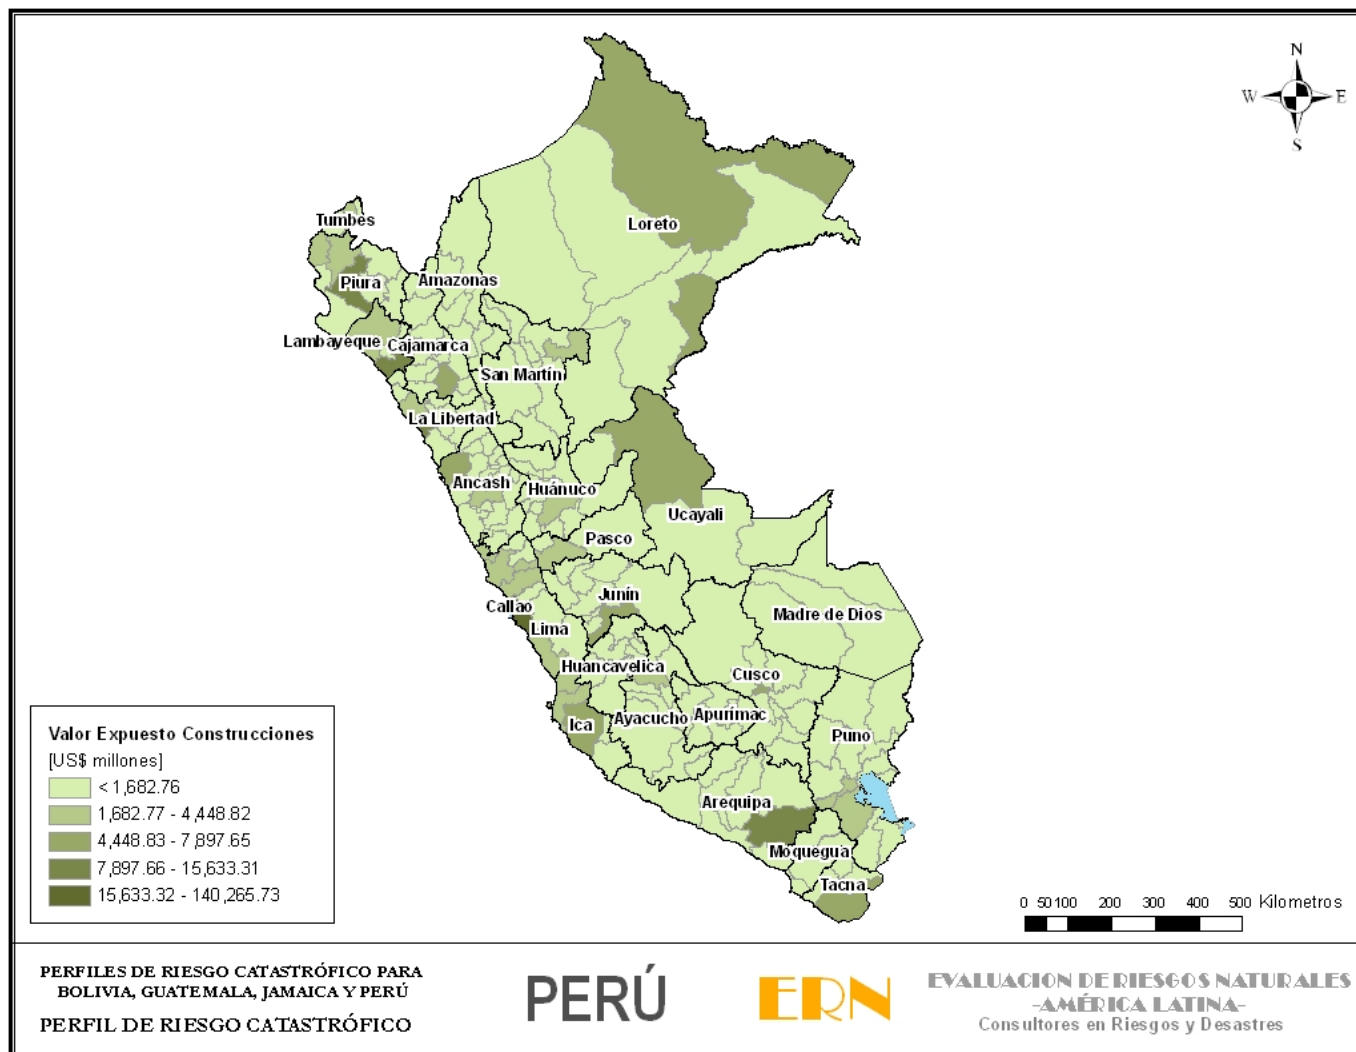 N
W E
S
Tumbes
Loreto
Piura
Amazonas
Lambayeque
Cajamarca
San Martín
La Libertad
Ancash
Huánuco
Ucayali
Pasco
Junín
Callao
Madre de Dios
Lima
Huancavelica
Cusco
Ica
Ayacucho
Apurímac
Puno
Arequipa
Moquegua
Tacna
Valor Expuesto Construcciones
[US$ millones]
< 1,682.76
1,682.77 - 4,448.82
4,448.83 - 7,897.65
7,897.66 - 15,633.31
15,633.32 - 140,265.73
0 50 100 200 300 400 500 Kilometros
PERFILES DE RIESGO CATASTRÓFICO PARA
BOLIVIA, GUATEMALA, JAMAICA Y PERÚ
PERFIL DE RIESGO CATASTRÓFICO
PERÚ
ERN
EVALUACION DE RIESGOS NATURALES
-AMÉRICA LATINA-
Consultores en Riesgos y Desastres